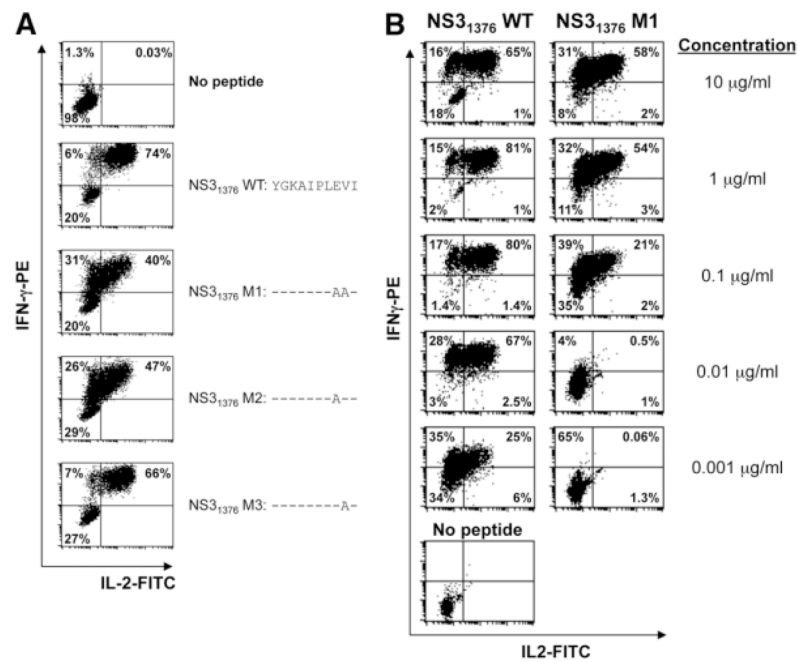 A
IFN-γ-PE
1.3% 0.03%
98%
No peptide
6% 74%
20%
NS3₁₃₇₆ WT: YGKAIPLEVI
31% 40%
20%
NS3₁₃₇₆ M1: -------AA-
26% 47%
29%
NS3₁₃₇₆ M2: -------A--
7% 66%
27%
NS3₁₃₇₆ M3: --------A-
IL-2-FITC
B
NS3₁₃₇₆ WT NS3₁₃₇₆ M1
Concentration
IFNγ-PE
16% 65% 31% 58%
18% 1% 8% 2%
10 μg/ml
15% 81% 32% 54%
2% 1% 11% 3%
1 μg/ml
17% 80% 39% 21%
1.4% 1.4% 35% 2%
0.1 μg/ml
28% 67% 4% 0.5%
3% 2.5% 1%
0.01 μg/ml
35% 25% 65% 0.06%
34% 6% 1.3%
0.001 μg/ml
No peptide
IL2-FITC